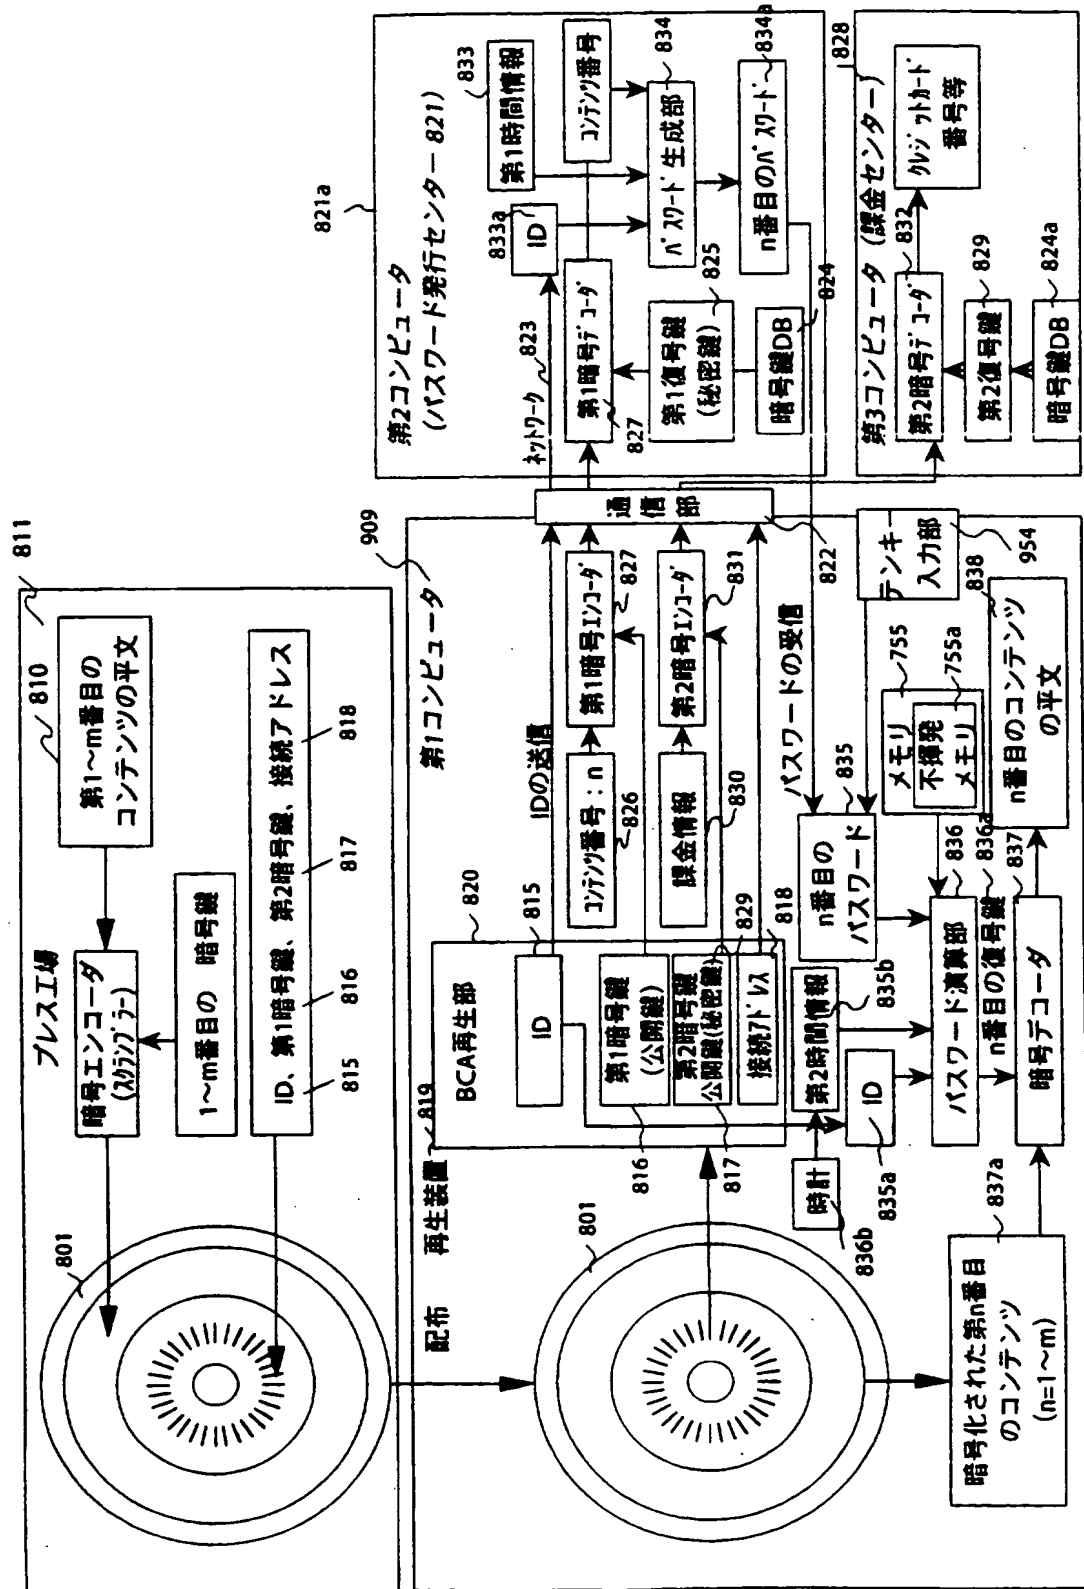 811
810
プレス工場
第1～m番目の
コンテンツの平文
暗号エンコーダ
(スクランブラー)
1～m番目の 暗号鍵
ID、第1暗号鍵、第2暗号鍵、接続アドレス
815
816
817
818
801
配布
再生装置
819
第1コンピュータ
909
820
BCA再生部
ID
815
第1暗号鍵
(公開鍵)
816
第2暗号鍵
公開鍵(秘密鍵)
817
829
接続アドレス
818
801
IDの送信
コンテンツ番号：n
826
第1暗号エンコーダ
827
課金情報
830
第2暗号エンコーダ
831
通信部
822
パスワードの受信
n番目の
パスワード
835
テンキー
入力部
954
時計
836b
第2時間情報
835b
ID
835a
メモリ
755
不揮発
メモリ
755a
パスワード演算部
836
n番目の復号鍵
836a
暗号デコーダ
837
n番目のコンテンツ
の平文
838
暗号化された第n番目
のコンテンツ
(n=1～m)
837a
821a
第2コンピュータ
(パスワード発行センター 821)
ネットワーク
823
ID
833a
第1時間情報
833
コンテンツ番号
第1暗号デコーダ
827
パスワード生成部
834
第1復号鍵
(秘密鍵)
825
n番目のパスワード
834a
暗号鍵DB
824
第3コンピュータ (課金センター)
828
第2暗号デコーダ
832
クレジットカード
番号等
第2復号鍵
829
暗号鍵DB
824a